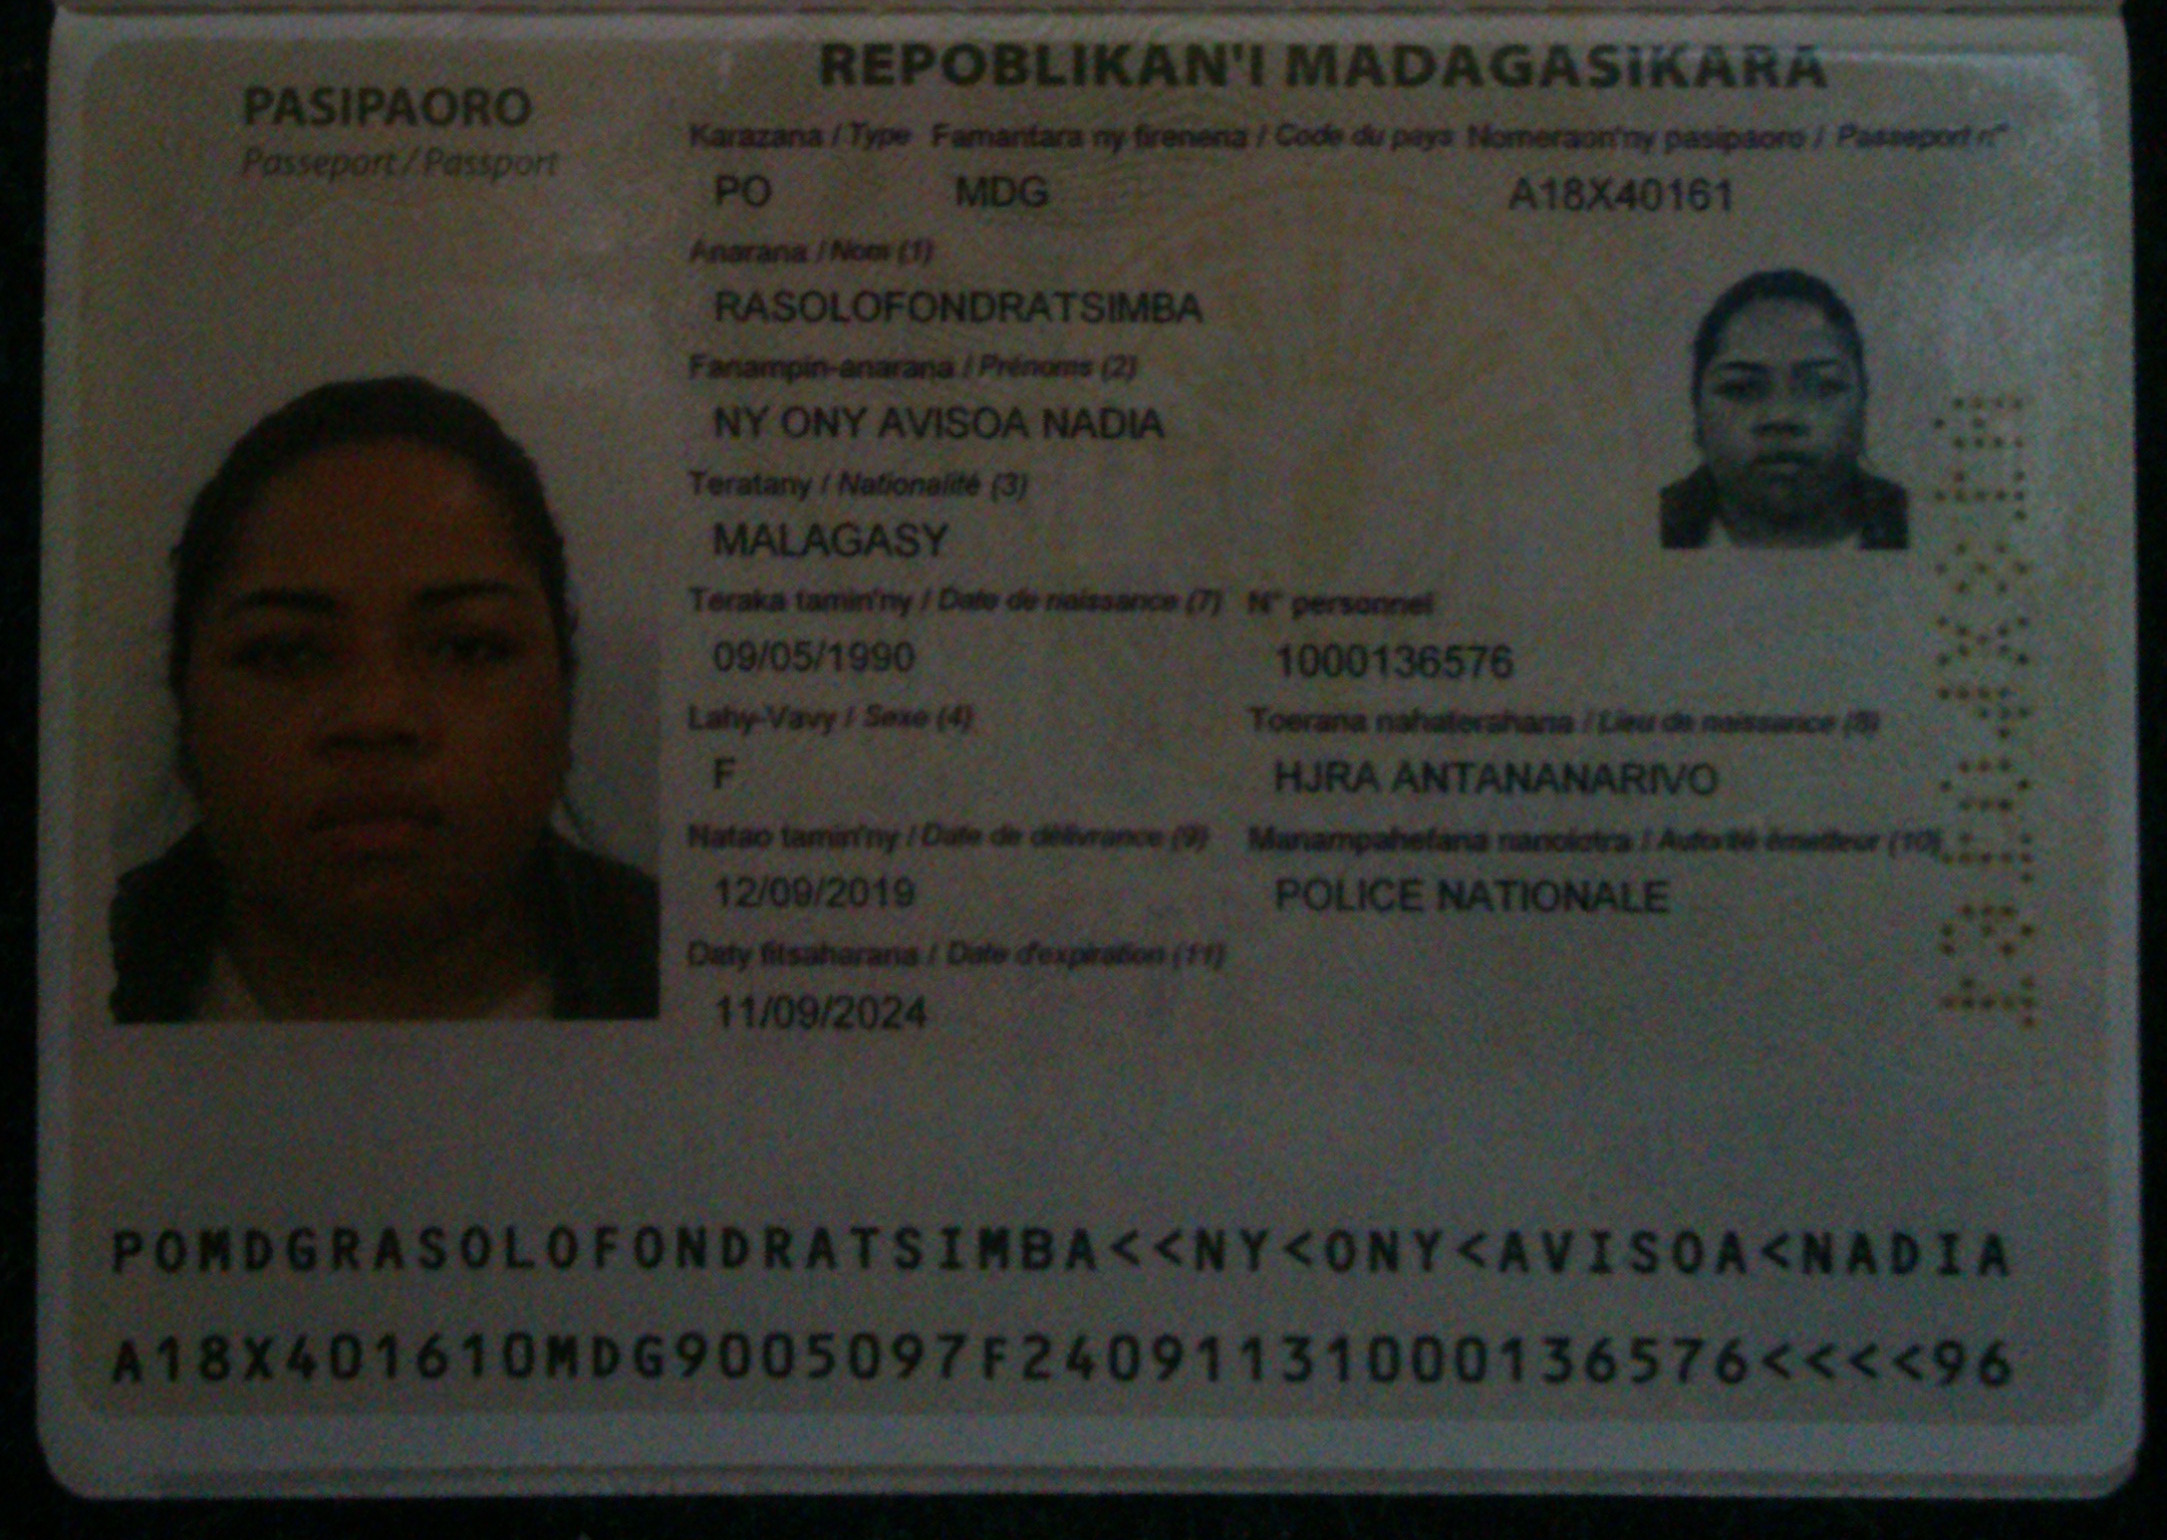 REPOBLIKAN'I MADAGASIKARA
PASIPAORO
Passeport / Passport
Karazana / Type Famantara ny firenena / Code du pays Nomeraon'ny pasipaoro / Passeport n°
PO MDG A18X40161
Anarana / Nom (1)
RASOLOFONDRATSIMBA
Fanampin-anarana / Prénoms (2)
NY ONY AVISOA NADIA
Teratany / Nationalité (3)
MALAGASY
Teraka tamin'ny / Date de naissance (7) N° personnel
09/05/1990 1000136576
Lahy-Vavy / Sexe (4) Toerana nahaterahana / Lieu de naissance (8)
F HJRA ANTANANARIVO
Natao tamin'ny / Date de délivrance (9) Manampahefana nanolotra / Autorité émetteur (10)
12/09/2019 POLICE NATIONALE
Daty fitsaharana / Date d'expiration (11)
11/09/2024
POMDGRASOLOFONDRATSIMBA<<NY<ONY<AVISOA<NADIA
A18X401610MDG9005097F24091131000136576<<<<96